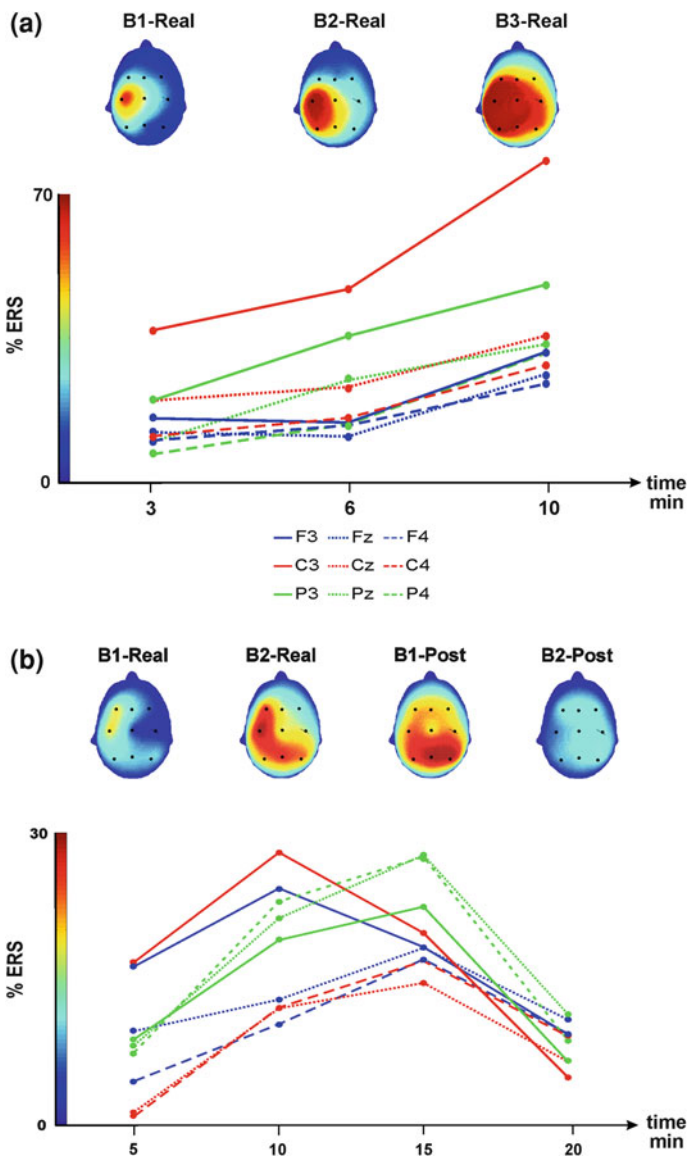 (a)
B1-Real B2-Real B3-Real
70
% ERS
0
3 6 10
time
min
F3 Fz F4
C3 Cz C4
P3 Pz P4
(b)
B1-Real B2-Real B1-Post B2-Post
30
% ERS
0
5 10 15 20
time
min